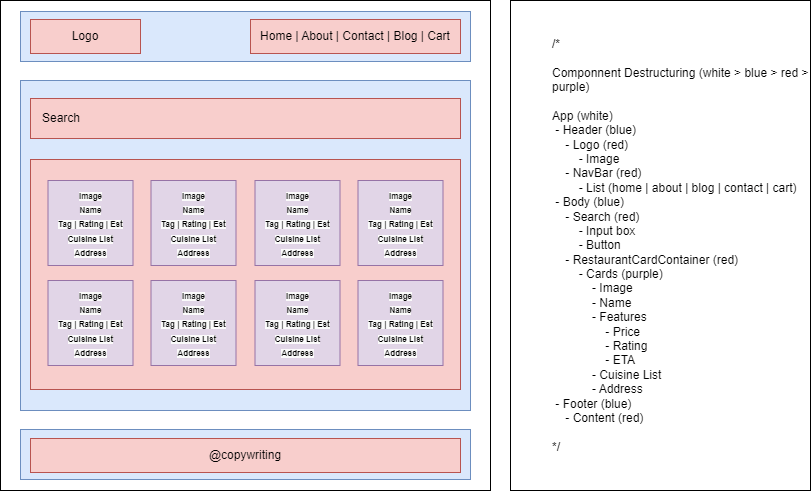 Logo
Home | About | Contact | Blog | Cart
Search
Image
Name
Tag | Rating | Est
Cuisine List
Address
Image
Name
Tag | Rating | Est
Cuisine List
Address
Image
Name
Tag | Rating | Est
Cuisine List
Address
Image
Name
Tag | Rating | Est
Cuisine List
Address
Image
Name
Tag | Rating | Est
Cuisine List
Address
Image
Name
Tag | Rating | Est
Cuisine List
Address
Image
Name
Tag | Rating | Est
Cuisine List
Address
Image
Name
Tag | Rating | Est
Cuisine List
Address
@copywriting
/*
Componnent Destructuring (white > blue > red >
purple)
App (white)
- Header (blue)
- Logo (red)
- Image
- NavBar (red)
- List (home | about | blog | contact | cart)
- Body (blue)
- Search (red)
- Input box
- Button
- RestaurantCardContainer (red)
- Cards (purple)
- Image
- Name
- Features
- Price
- Rating
- ETA
- Cuisine List
- Address
- Footer (blue)
- Content (red)
*/